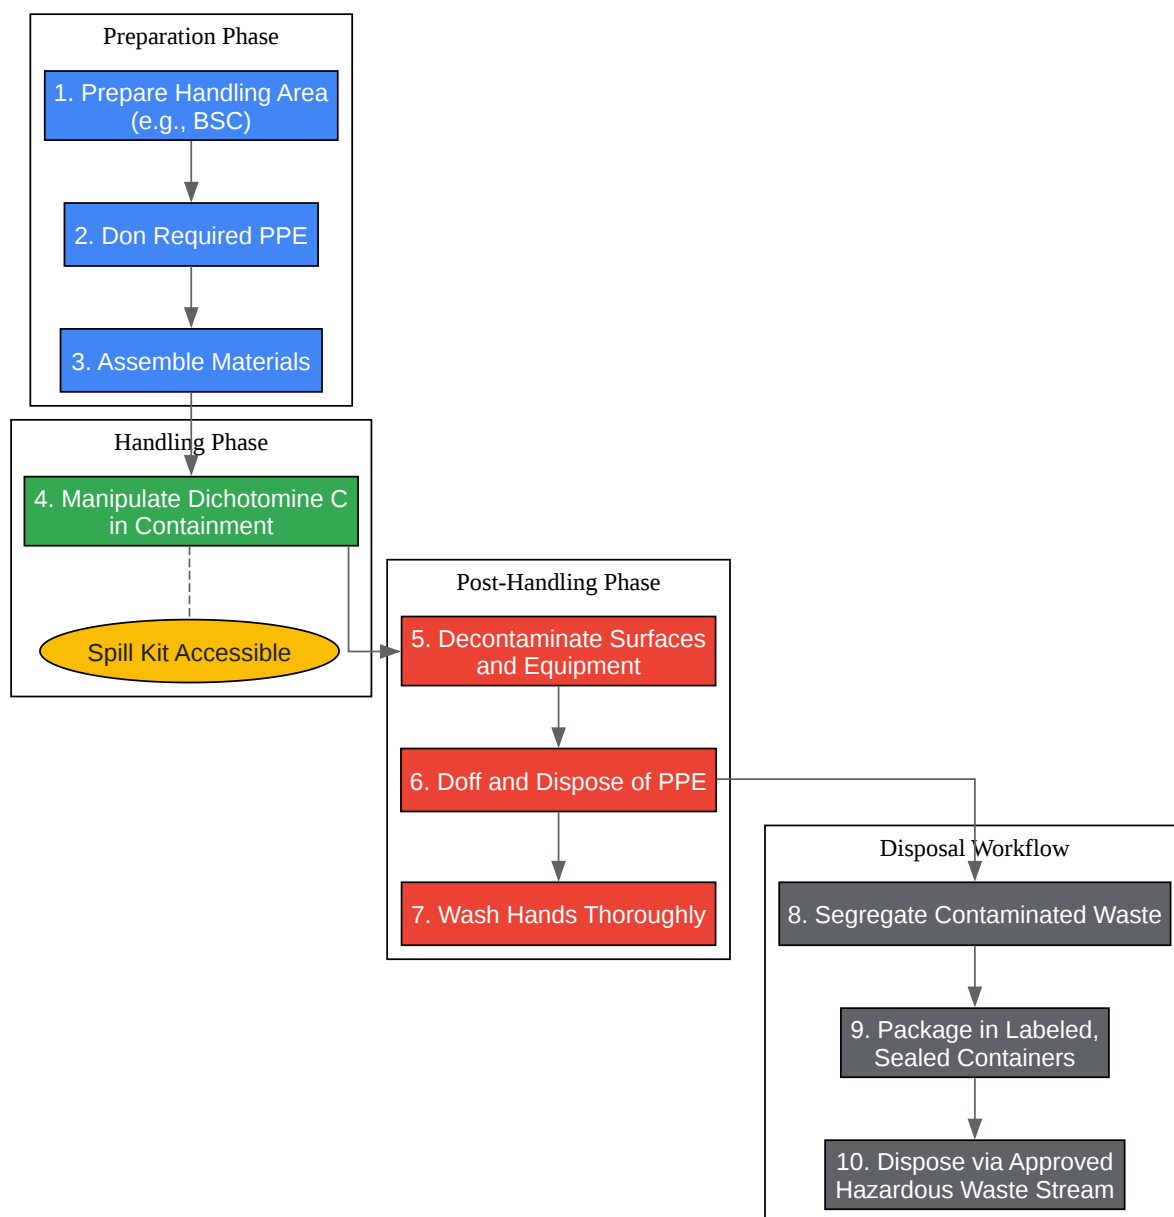 Preparation Phase
1. Prepare Handling Area
(e.g., BSC)
2. Don Required PPE
3. Assemble Materials
Handling Phase
4. Manipulate Dichotomine C
in Containment
Spill Kit Accessible
Post-Handling Phase
5. Decontaminate Surfaces
and Equipment
6. Doff and Dispose of PPE
7. Wash Hands Thoroughly
Disposal Workflow
8. Segregate Contaminated Waste
9. Package in Labeled,
Sealed Containers
10. Dispose via Approved
Hazardous Waste Stream